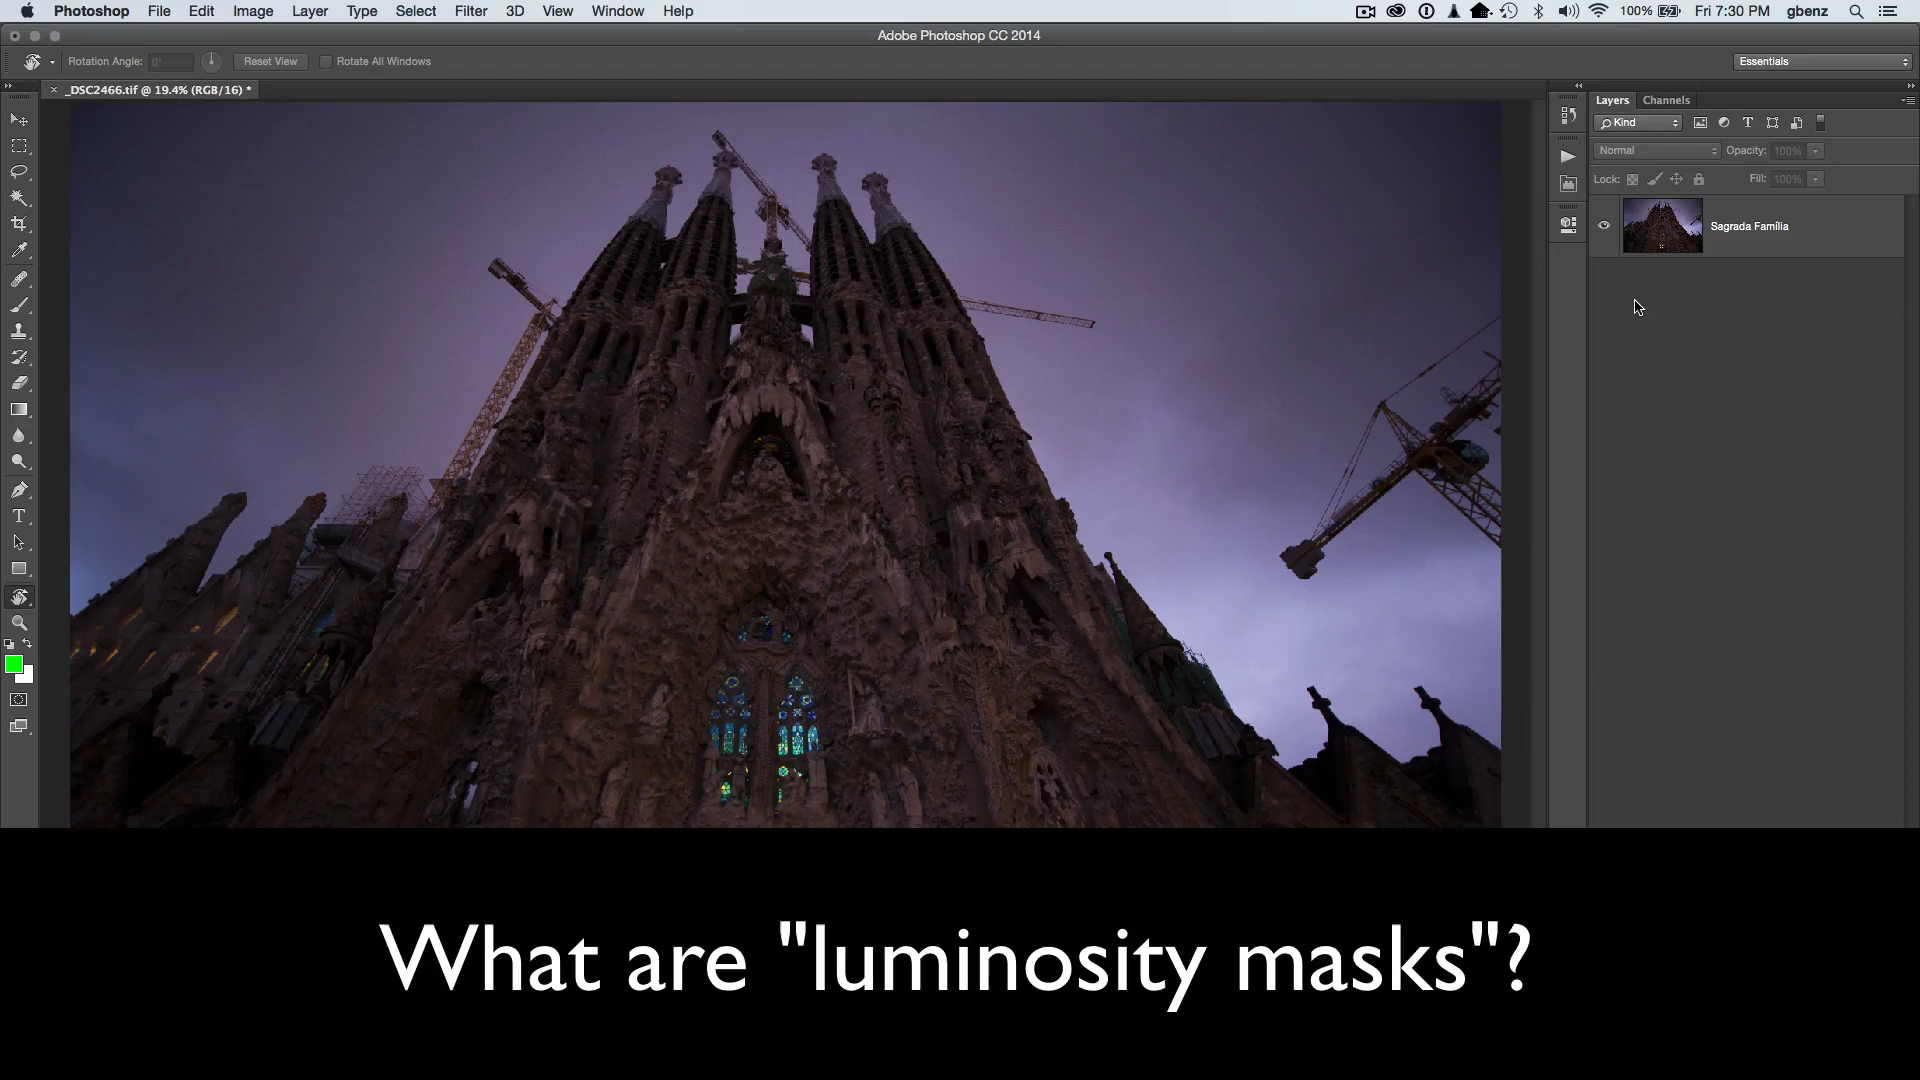 Photoshop File Edit Image Layer Type Select Filter 3D View Window Help 100% Fri 7:30 PM gbenz
Adobe Photoshop CC 2014
Rotation Angle: 0° Reset View Rotate All Windows Essentials
_DSC2466.tif @ 19.4% (RGB/16) *
Layers Channels
Kind
Normal Opacity: 100%
Lock: Fill: 100%
Sagrada Família
What are "luminosity masks"?